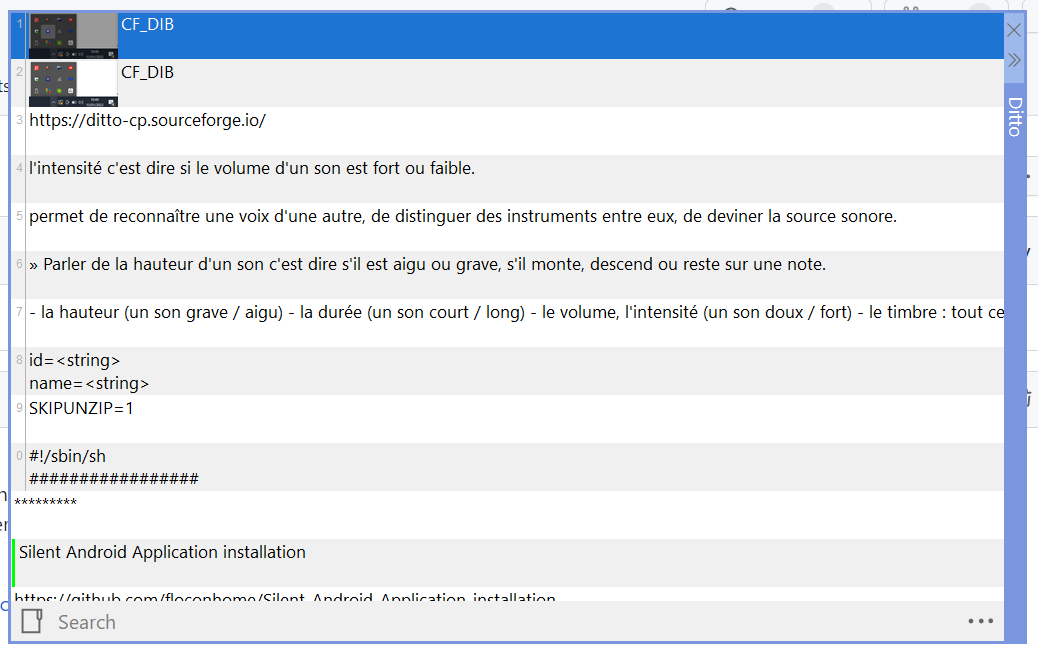 1
CF_DIB
2
CF_DIB
3
https://ditto-cp.sourceforge.io/
4
l'intensité c'est dire si le volume d'un son est fort ou faible.
5
permet de reconnaître une voix d'une autre, de distinguer des instruments entre eux, de deviner la source sonore.
6
» Parler de la hauteur d'un son c'est dire s'il est aigu ou grave, s'il monte, descend ou reste sur une note.
7
- la hauteur (un son grave / aigu) - la durée (un son court / long) - le volume, l'intensité (un son doux / fort) - le timbre : tout ce
8
id=<string>
name=<string>
9
SKIPUNZIP=1
0
#!/sbin/sh
#################
*********
Silent Android Application installation
https://github.com/floconhome/Silent_Android_Application_installation
Search
Ditto